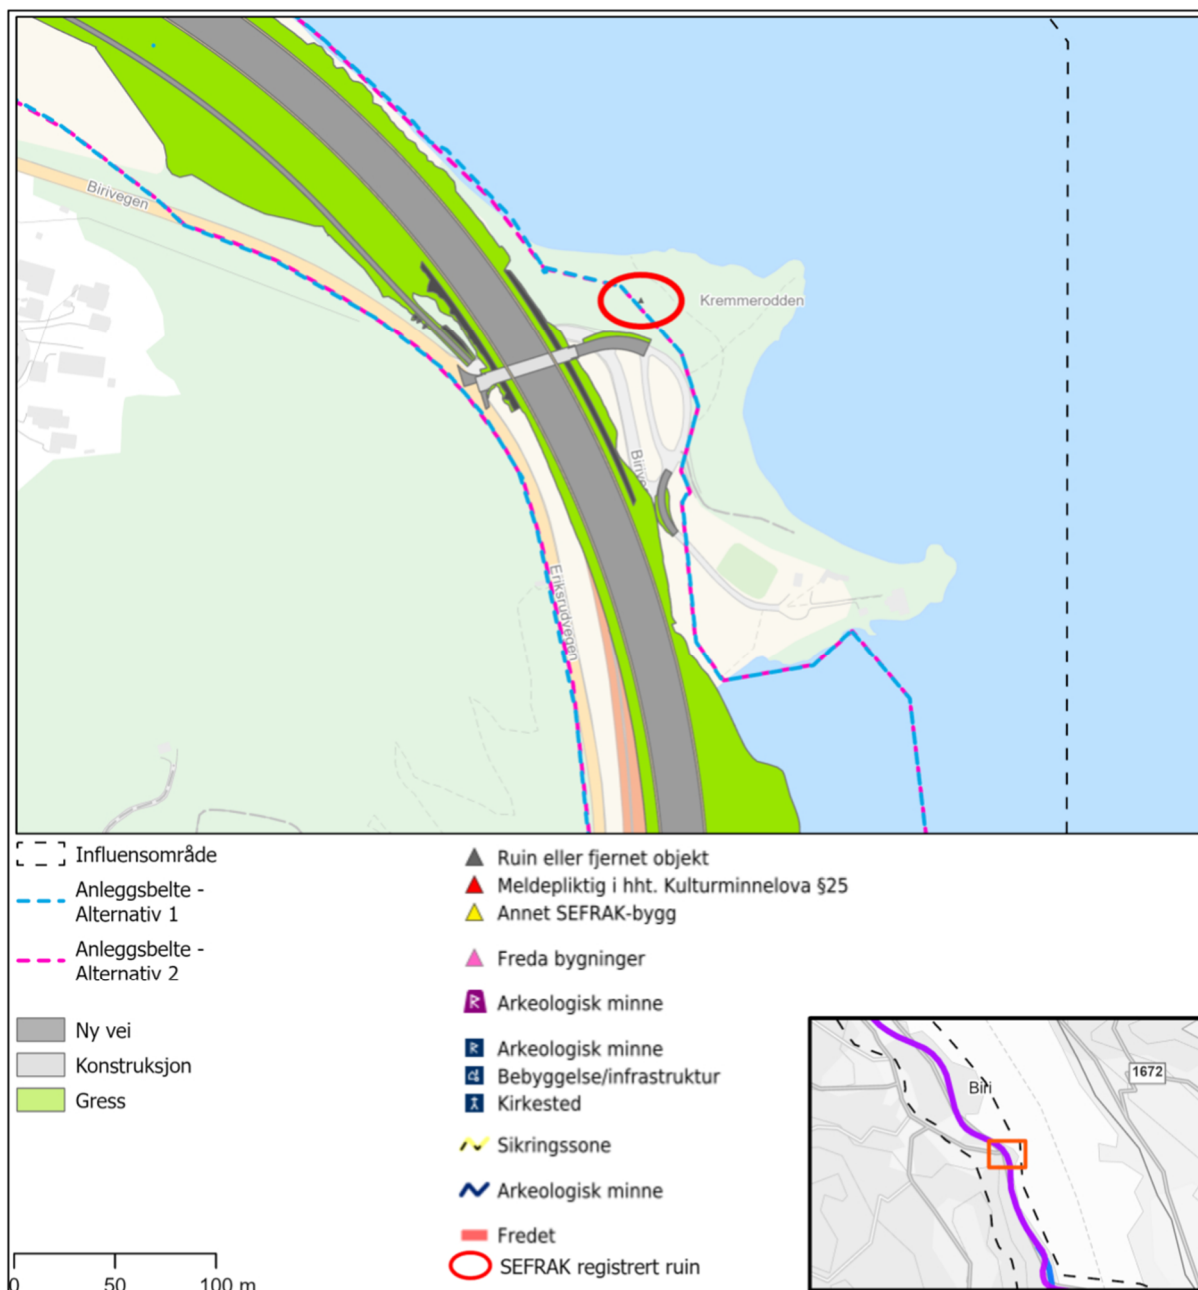 Birivegen
Kremmerodden
Birive
Eriksrudvegen
Influensområde
Anleggsbelte -
Alternativ 1
Anleggsbelte -
Alternativ 2
Ny vei
Konstruksjon
Gress
0 50 100 m
Ruin eller fjernet objekt
Meldepliktig i hht. Kulturminnelova §25
Annet SEFRAK-bygg
Freda bygninger
R Arkeologisk minne
R Arkeologisk minne
Bebyggelse/infrastruktur
Kirkested
Sikringssone
Arkeologisk minne
Fredet
SEFRAK registrert ruin
1672
Biri